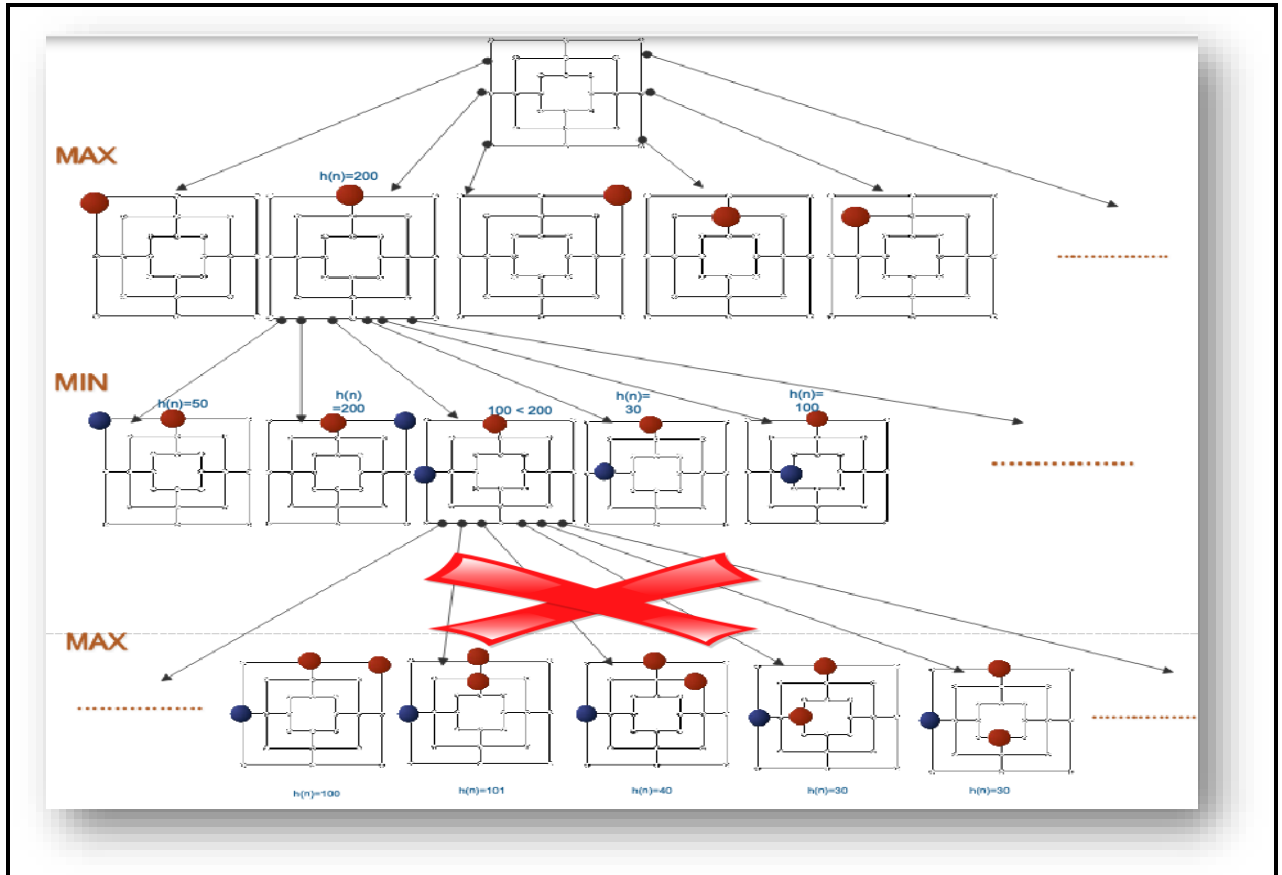 MAX
h(n)=200
MIN
h(n)=50
h(n)
=200
100 < 200
h(n)=
30
h(n)=
100
MAX
h(n)=100
h(n)=101
h(n)=40
h(n)=30
h(n)=30